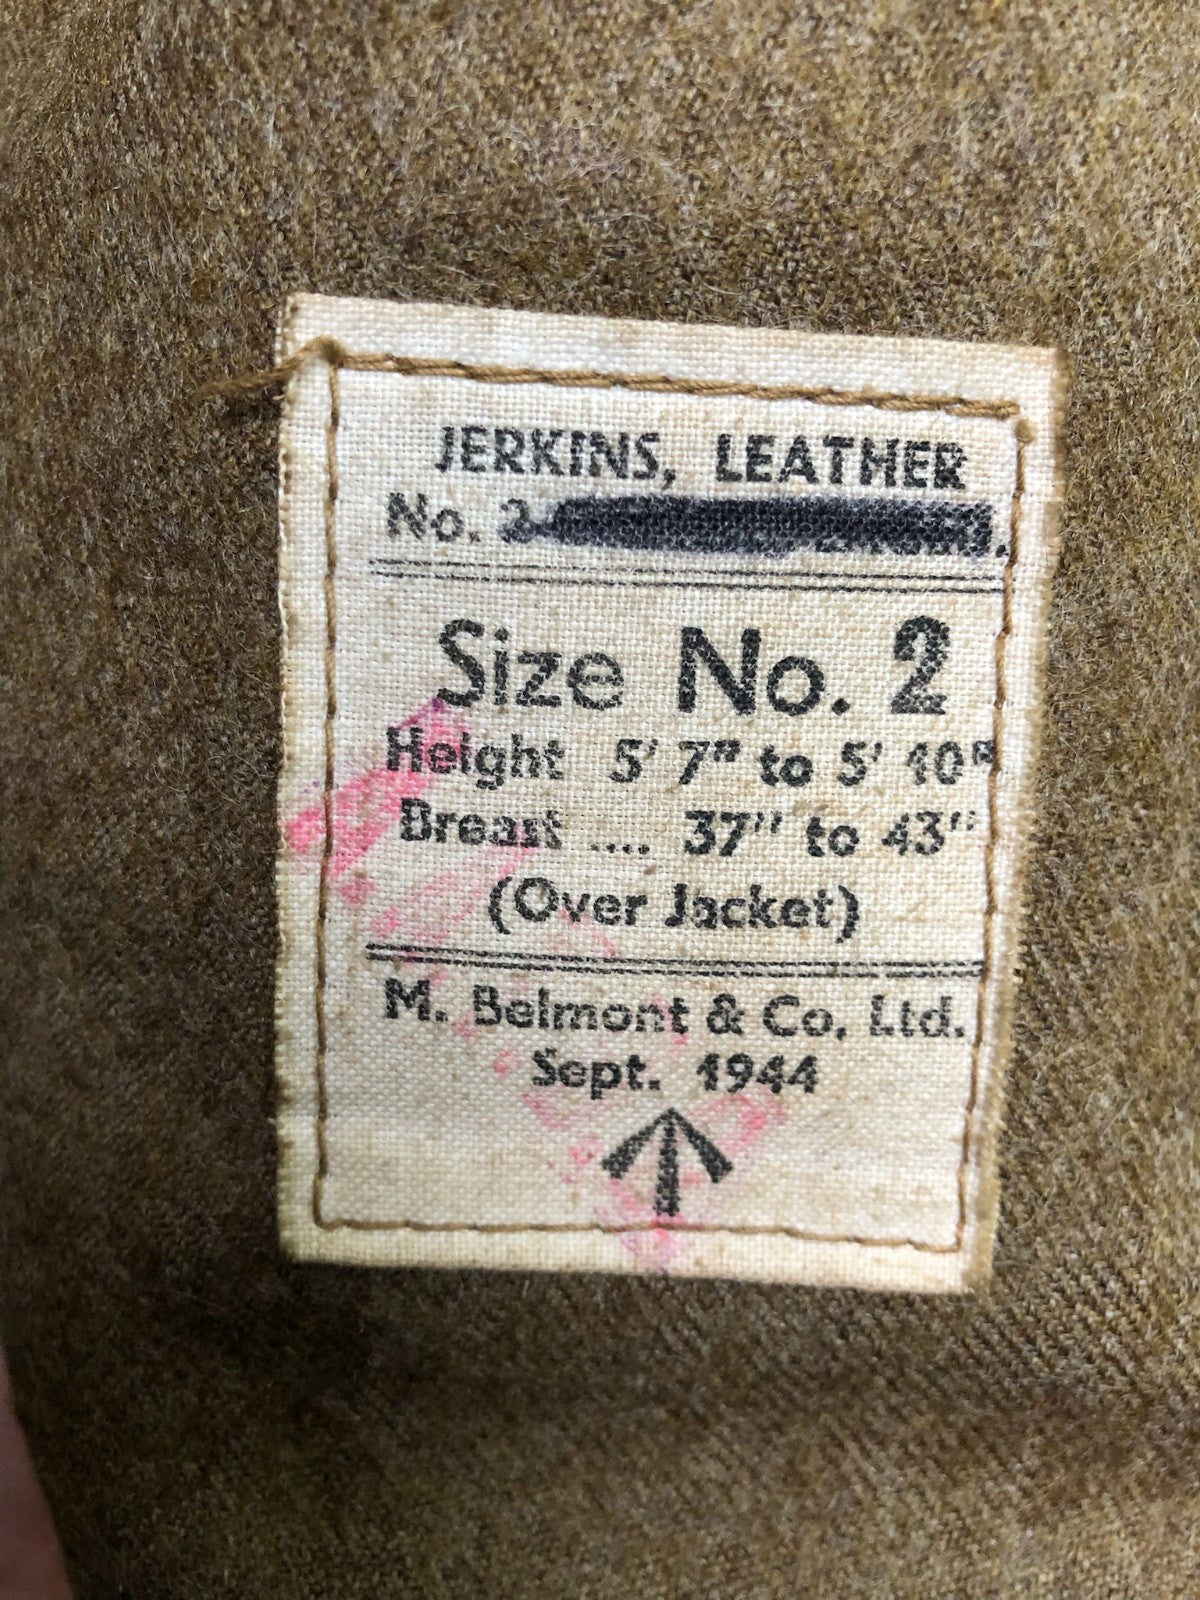 JERKINS, LEATHER
No. 2
Size No. 2
Height 5' 7" to 5' 10"
Breast .... 37" to 43"
(Over Jacket)
M. Belmont & Co. Ltd.
Sept. 1944